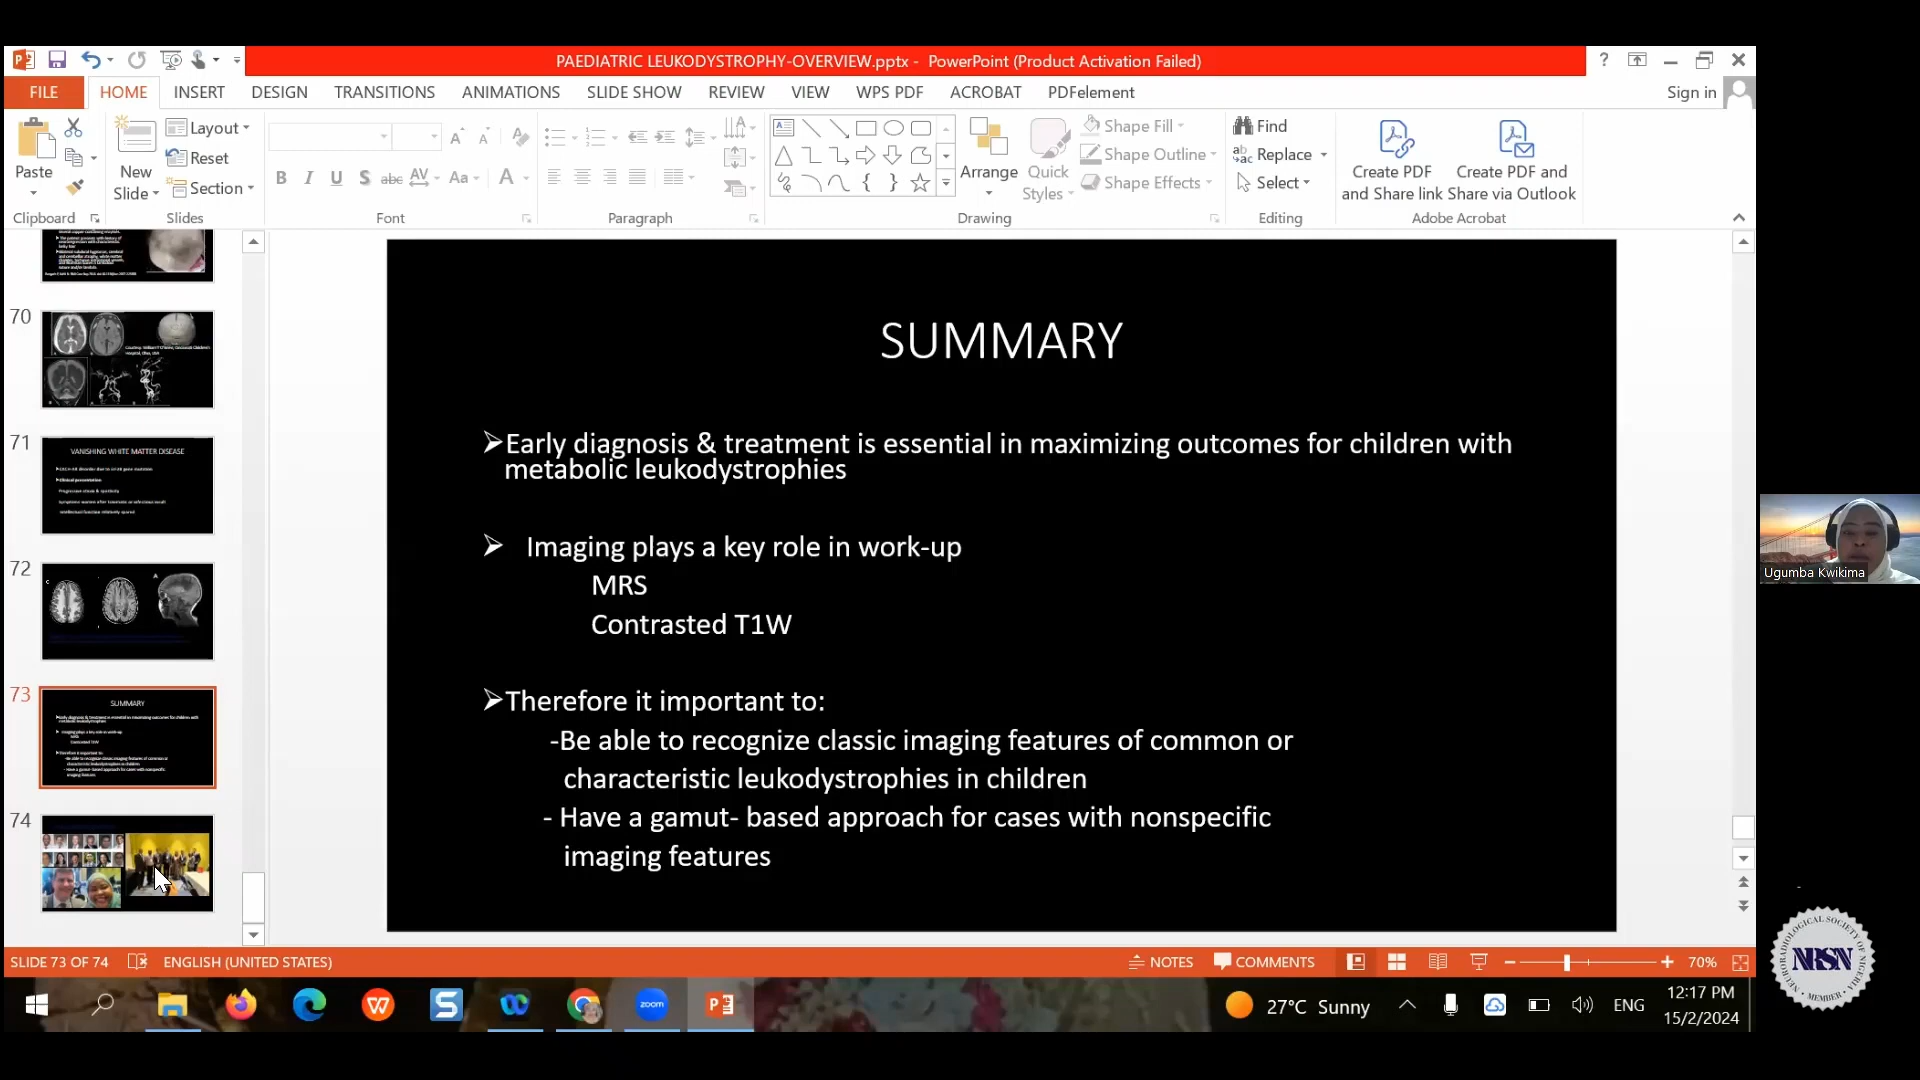 PAEDIATRIC LEUKODYSTROPHY-OVERVIEW.pptx - PowerPoint (Product Activation Failed)
FILE HOME INSERT DESIGN TRANSITIONS ANIMATIONS SLIDE SHOW REVIEW VIEW WPS PDF ACROBAT PDFelement Sign in
Paste
New
Slide
Layout
Reset
Section
Arrange
Quick
Styles
Shape Fill
Shape Outline
Shape Effects
Find
Replace
Select
Create PDF
and Share link
Create PDF and
Share via Outlook
Clipboard Slides Font Paragraph Drawing Editing Adobe Acrobat
70
71
VANISHING WHITE MATTER DISEASE
72
73
SUMMARY
74
SUMMARY
Early diagnosis & treatment is essential in maximizing outcomes for children with
metabolic leukodystrophies
Imaging plays a key role in work-up
MRS
Contrasted T1W
Therefore it important to:
-Be able to recognize classic imaging features of common or
characteristic leukodystrophies in children
- Have a gamut- based approach for cases with nonspecific
imaging features
Ugumba Kwikima
NEURORADIOLOGICAL SOCIETY OF NIGERIA
NRSN
MEMBER
SLIDE 73 OF 74 ENGLISH (UNITED STATES) NOTES COMMENTS 70%
zoom
27°C Sunny ENG
12:17 PM
15/2/2024